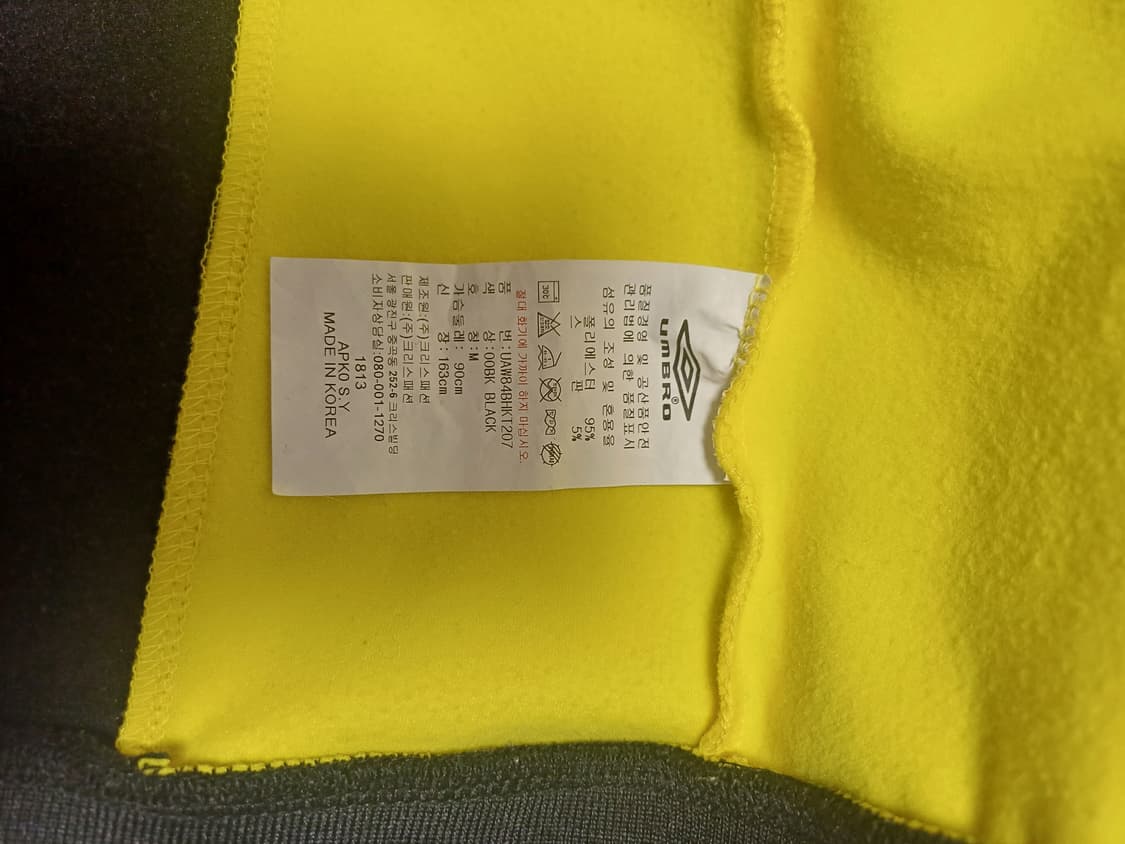 umBRO®
품질경영 및 공산품안전
관리법에 의한 품질표시
섬유의 조성 및 혼용율
폴리에스터 95%
스 판 5%
30℃
절대 화기에 가까이 하지 마십시오.
품 번:UAW84BHKT207
색 상:00BK BLACK
호 칭:M
가슴둘레: 90cm
신 장: 163cm
제조원:(주)크리스패션
판매원:(주)크리스패션
서울 광진구 중곡동 252-6 크리스빌딩
소비자상담실:080-001-1270
1813
APKO S.Y
MADE IN KOREA